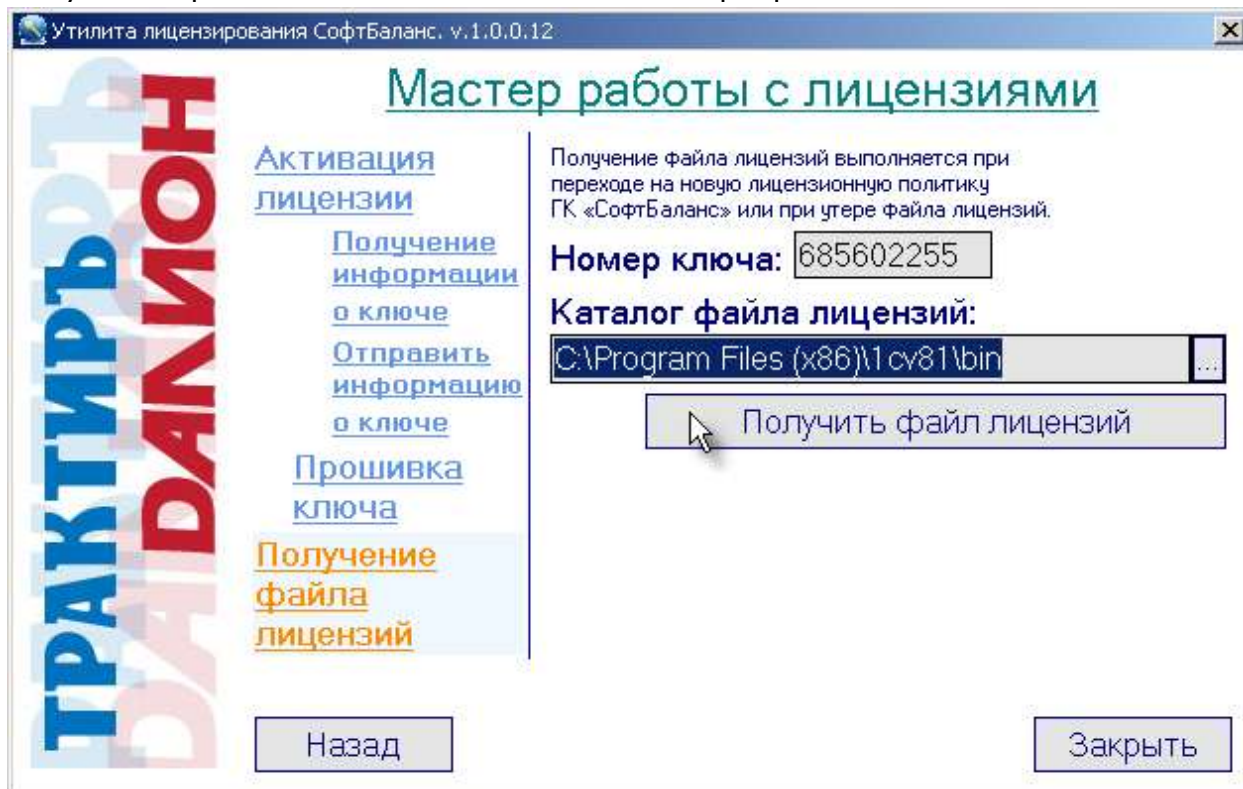 Утилита лицензирования СофтБаланс. v.1.0.0.12
Мастер работы с лицензиями
ТРАКТИРЪ
DАЛИОН
Активация
лицензии
Получение
информации
о ключе
Отправить
информацию
о ключе
Прошивка
ключа
Получение
файла
лицензий
Получение файла лицензий выполняется при
переходе на новую лицензионную политику
ГК «СофтБаланс» или при утере файла лицензий.
Номер ключа: 685602255
Каталог файла лицензий:
C:\Program Files (x86)\1cv81\bin ...
Получить файл лицензий
Назад
Закрыть